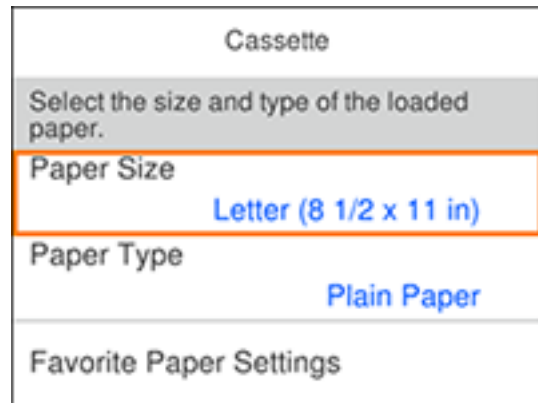 Cassette
Select the size and type of the loaded
paper.
Paper Size
Letter (8 1/2 x 11 in)
Paper Type
Plain Paper
Favorite Paper Settings